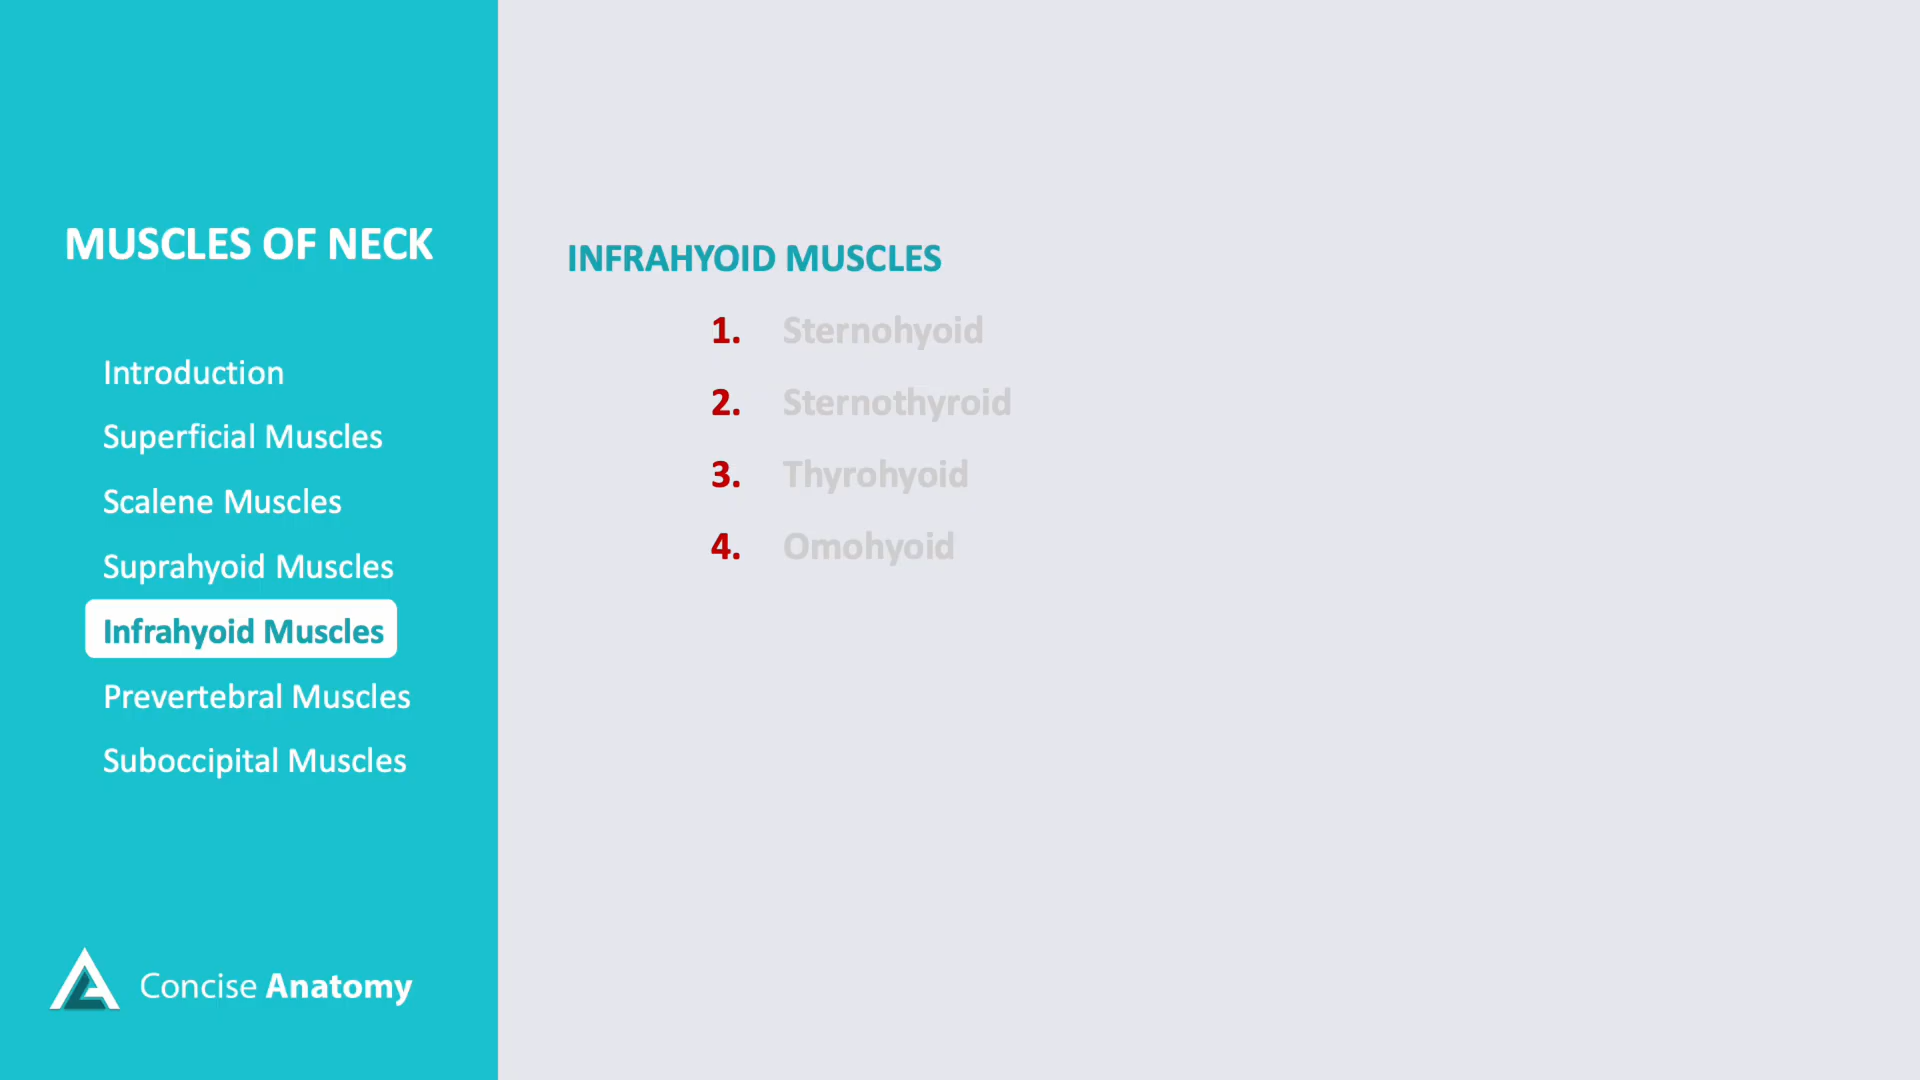 MUSCLES OF NECK
Introduction
Superficial Muscles
Scalene Muscles
Suprahyoid Muscles
Infrahyoid Muscles
Prevertebral Muscles
Suboccipital Muscles
Concise Anatomy
INFRAHYOID MUSCLES
1. Sternohyoid
2. Sternothyroid
3. Thyrohyoid
4. Omohyoid